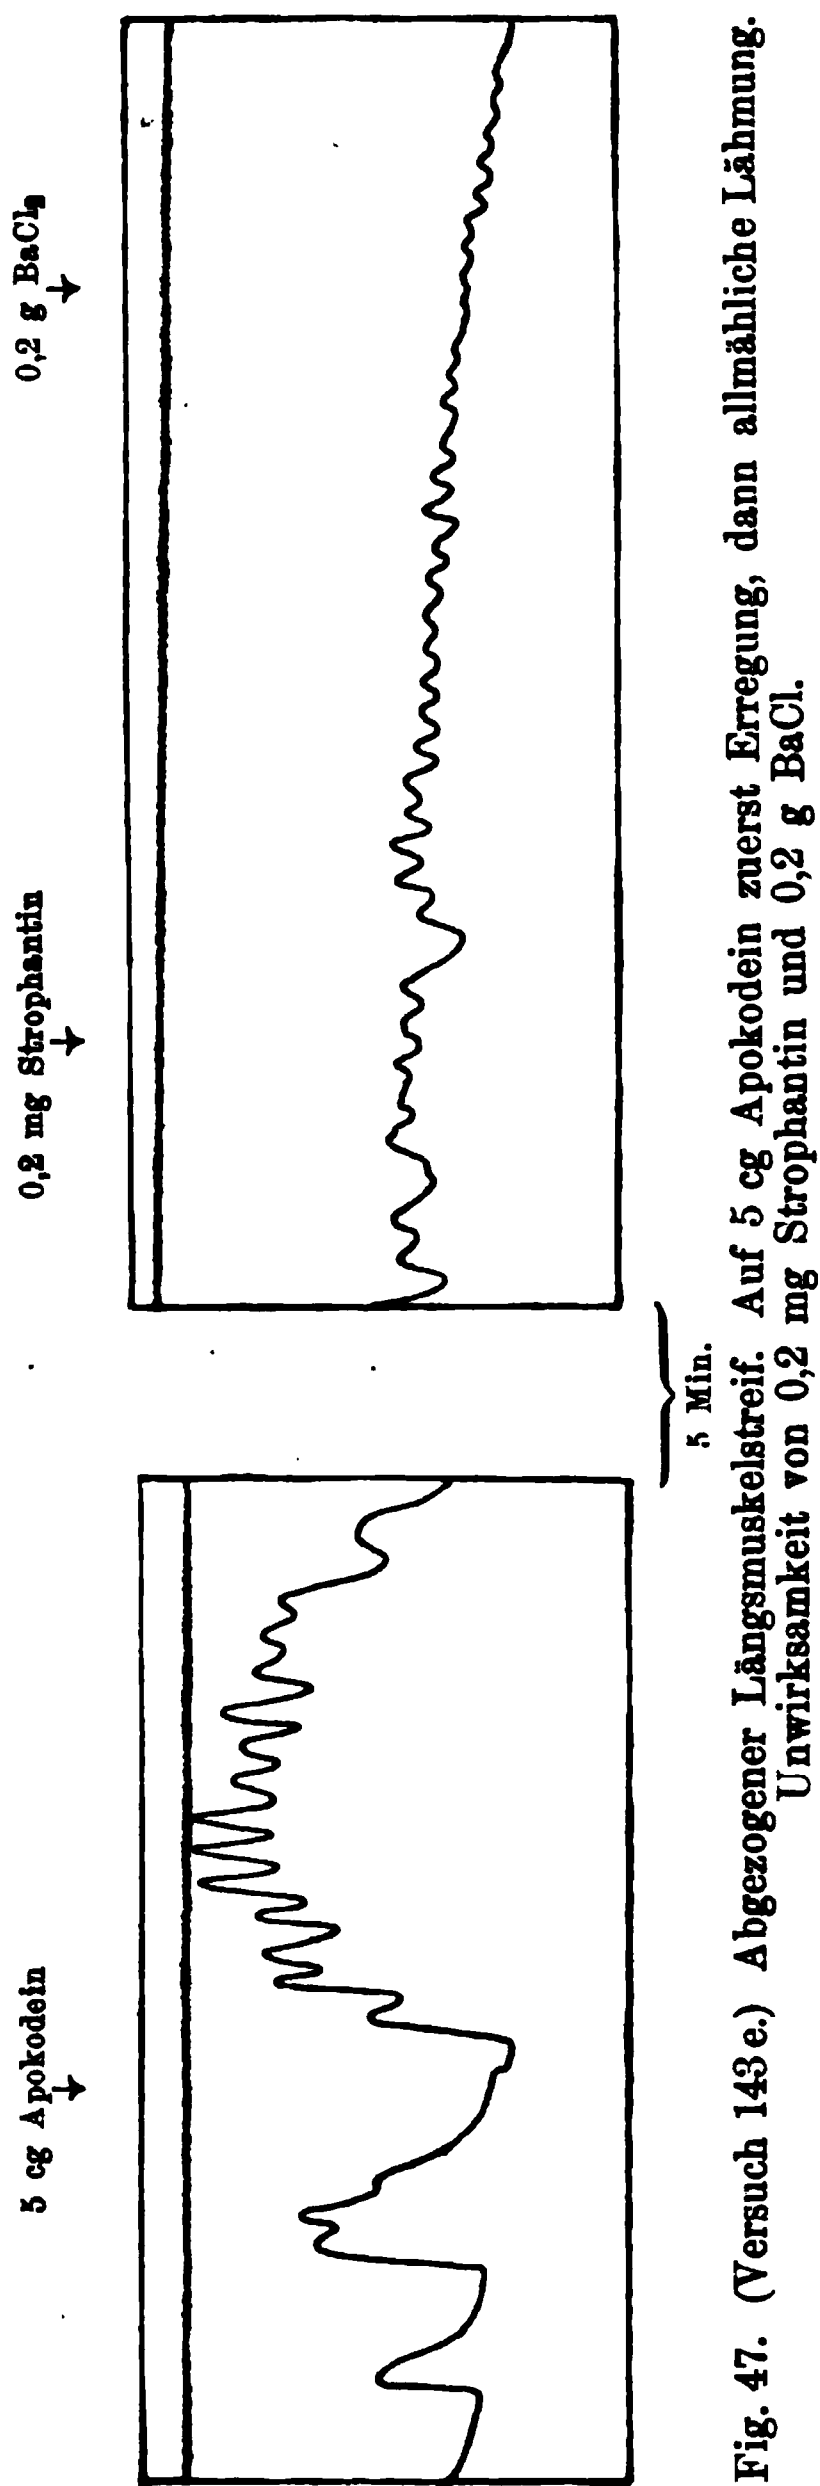 5 cg Apokodein
0,2 mg Strophantin
0,2 g BaCl₂
5 Min.
Fig. 47. (Versuch 143 e.) Abgezogener Längsmuskelstreif. Auf 5 cg Apokodein zuerst Erregung, dann allmähliche Lähmung.
Unwirksamkeit von 0,2 mg Strophantin und 0,2 g BaCl.